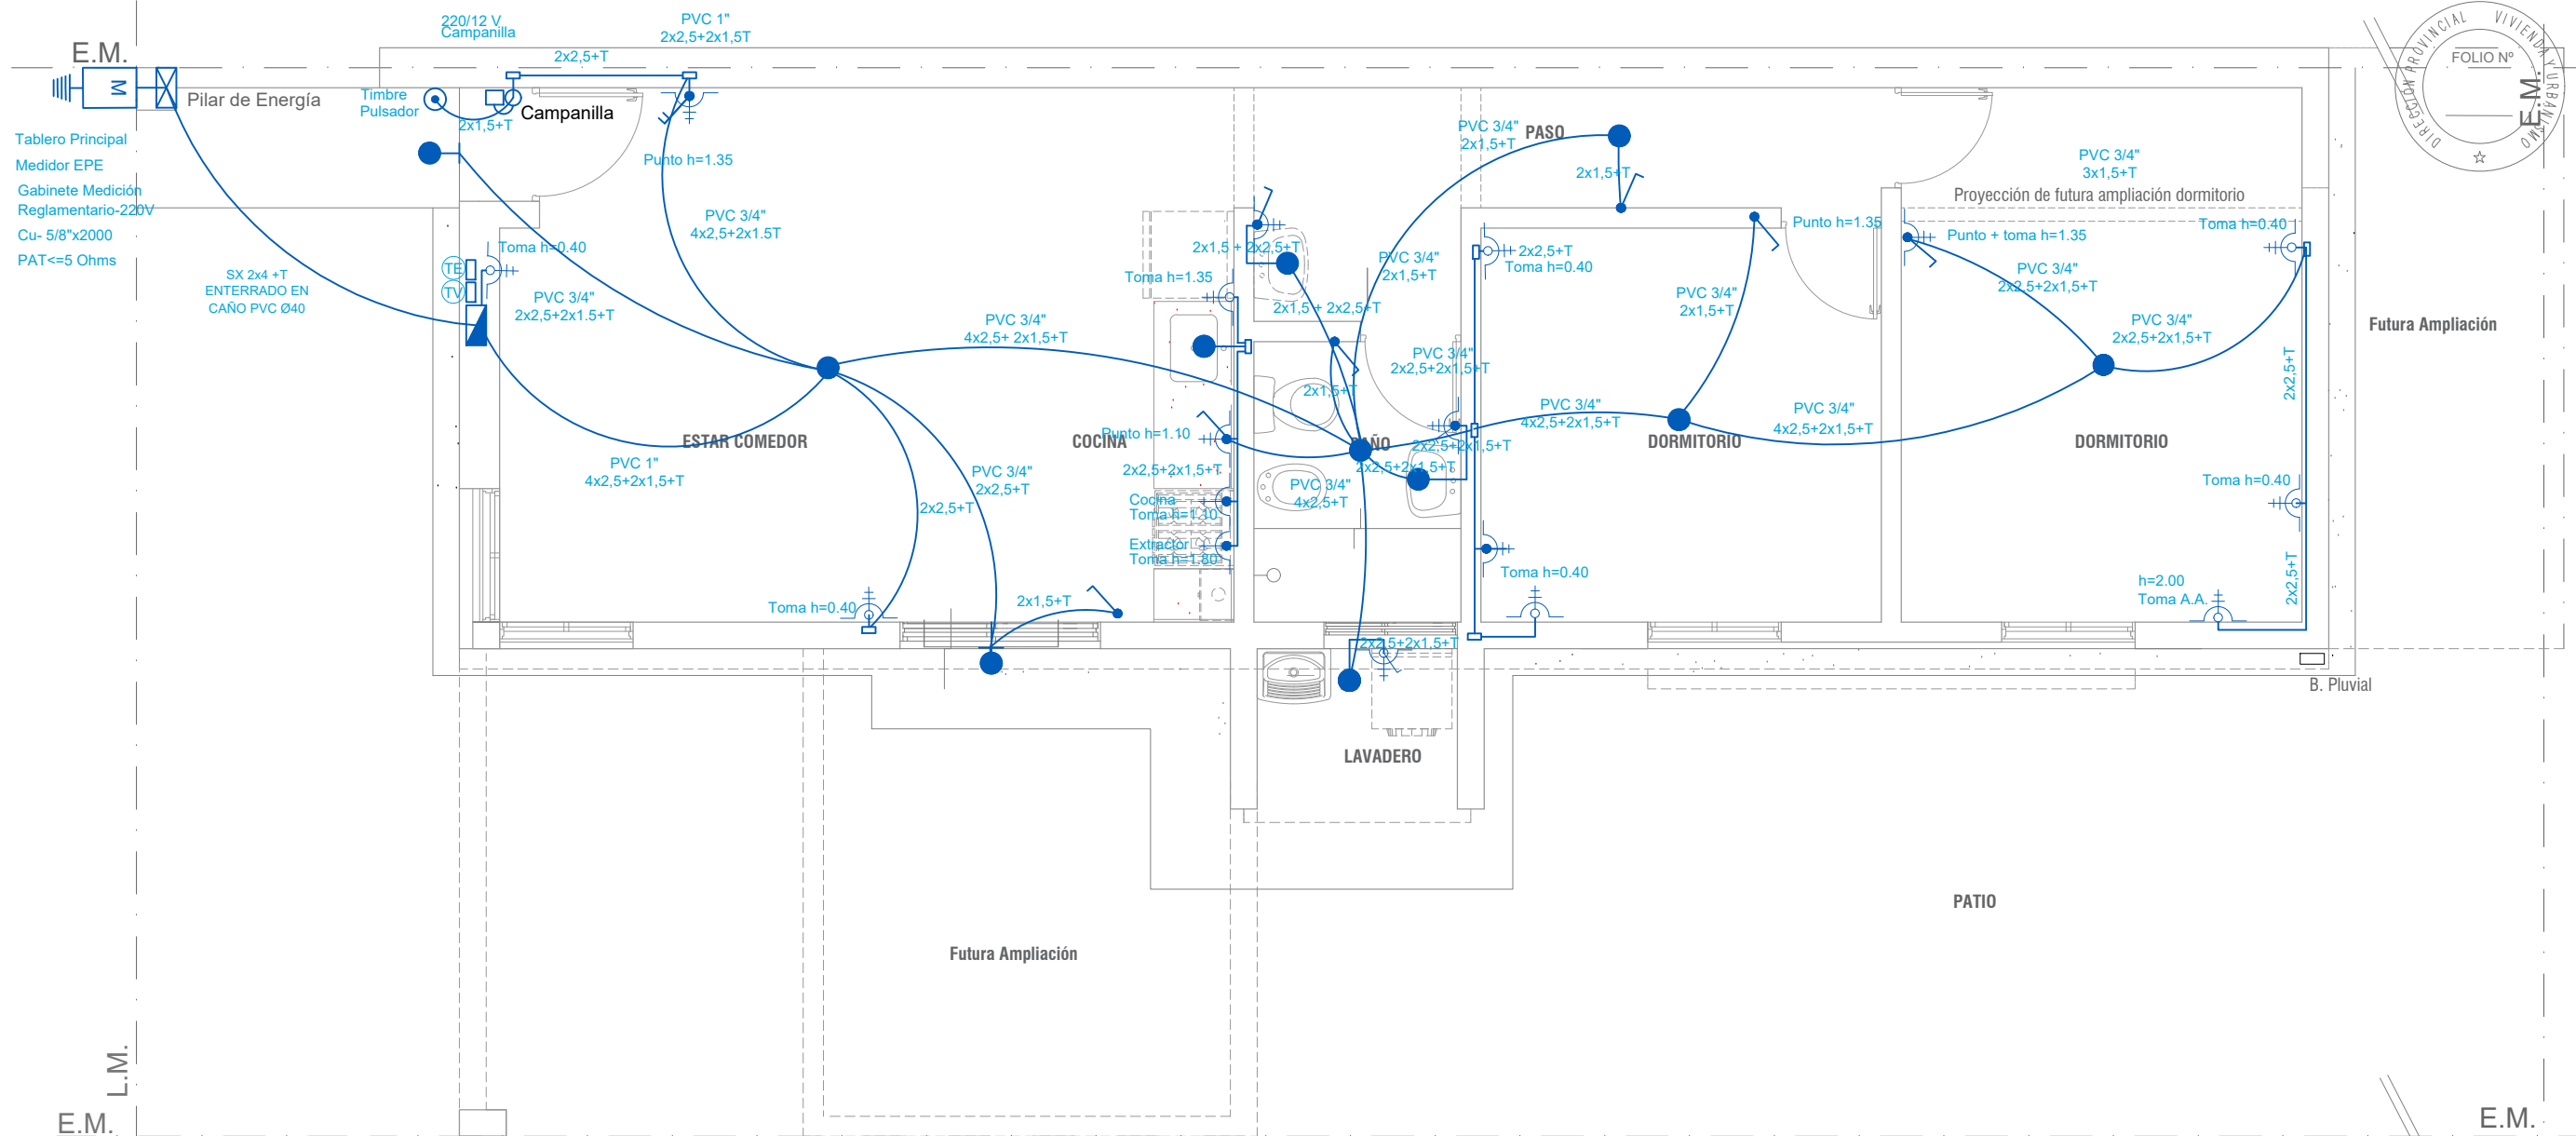 220/12 V
Campanilla
PVC 1"
2x2,5+2x1,5T
2x2,5+T
E.M.
M
Pilar de Energía
Timbre
Pulsador
2x1,5+T
Campanilla
Punto h=1.35
Tablero Principal
Medidor EPE
Gabinete Medición
Reglamentario-220V
Cu- 5/8"x2000
PAT<=5 Ohms
SX 2x4 +T
ENTERRADO EN
CAÑO PVC Ø40
TE
TV
Toma h=0.40
PVC 3/4"
2x2,5+2x1.5+T
PVC 3/4"
4x2,5+2x1.5T
PVC 3/4"
4x2,5+ 2x1,5+T
ESTAR COMEDOR
PVC 1"
4x2,5+2x1,5+T
2x2,5+T
PVC 3/4"
2x2,5+T
Toma h=0.40
2x1,5+T
COCINA
Toma h=1.35
Punto h=1.10
2x2,5+2x1,5+T
Cocina
Toma h=1.10
Extractor
Toma h=1.80
2x1,5 + 2x2,5+T
2x1,5 + 2x2,5+T
PVC 3/4"
2x1,5+T
PASO
2x1,5+T
PVC 3/4"
2x1,5+T
PVC 3/4"
2x2,5+2x1,5+T
2x1,5+T
BAÑO
2x2,5+2x1,5+T
2x2,5+2x1,5+T
PVC 3/4"
4x2,5+T
2x2,5+2x1,5+T
LAVADERO
2x2,5+T
Toma h=0.40
PVC 3/4"
2x1,5+T
Punto h=1.35
PVC 3/4"
4x2,5+2x1,5+T
DORMITORIO
Toma h=0.40
PVC 3/4"
4x2,5+2x1,5+T
PVC 3/4"
3x1,5+T
Proyección de futura ampliación dormitorio
Punto + toma h=1.35
Toma h=0.40
PVC 3/4"
2x2,5+2x1,5+T
PVC 3/4"
2x2,5+2x1,5+T
2x2,5+T
DORMITORIO
Toma h=0.40
h=2.00
Toma A.A.
2x2,5+T
Futura Ampliación
B. Pluvial
DIRECCION PROVINCIAL VIVIENDA Y URBANISMO
FOLIO Nº
E.M.
PATIO
Futura Ampliación
L.M.
E.M.
E.M.